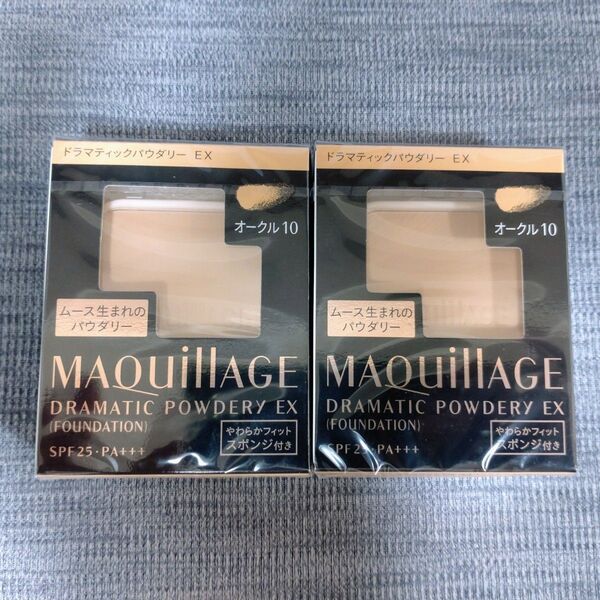 ドラマティックパウダリー EX
オークル10
ムース生まれの
パウダリー
MAQuillAGE
DRAMATIC POWDERY EX
(FOUNDATION)
SPF25・PA+++
やわらかフィット
スポンジ付き
ドラマティックパウダリー EX
オークル10
ムース生まれの
パウダリー
MAQuillAGE
DRAMATIC POWDERY EX
(FOUNDATION)
SPF25・PA+++
やわらかフィット
スポンジ付き